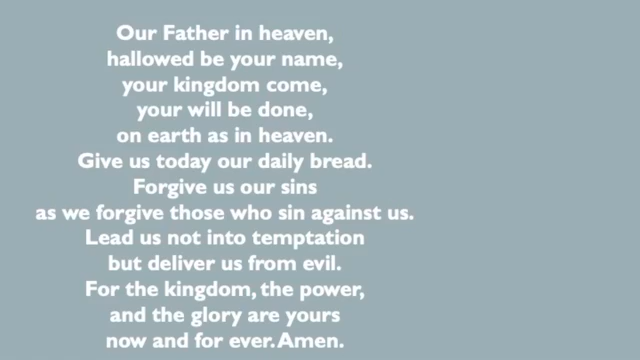 Our Father in heaven,
hallowed be your name,
your kingdom come,
your will be done,
on earth as in heaven.
Give us today our daily bread.
Forgive us our sins
as we forgive those who sin against us.
Lead us not into temptation
but deliver us from evil.
For the kingdom, the power,
and the glory are yours
now and for ever. Amen.